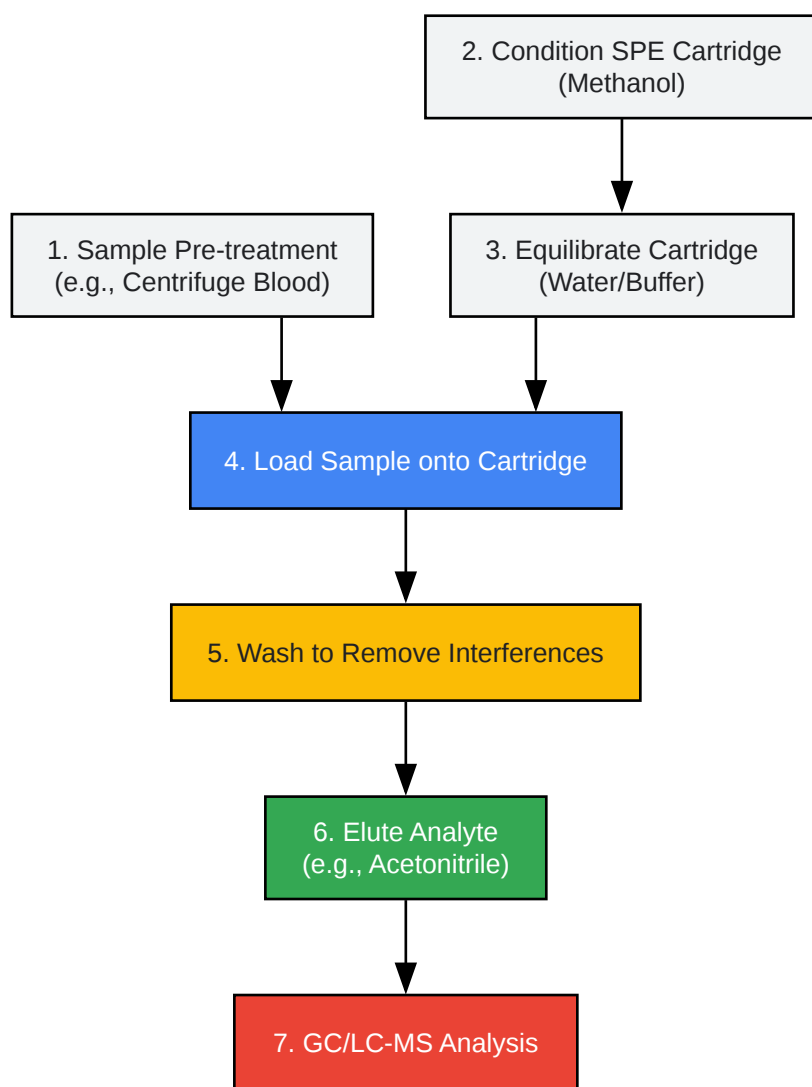 2. Condition SPE Cartridge
(Methanol)
1. Sample Pre-treatment
(e.g., Centrifuge Blood)
3. Equilibrate Cartridge
(Water/Buffer)
4. Load Sample onto Cartridge
5. Wash to Remove Interferences
6. Elute Analyte
(e.g., Acetonitrile)
7. GC/LC-MS Analysis